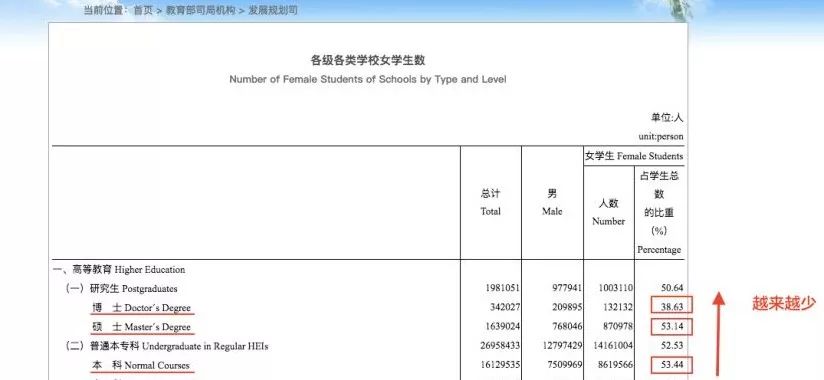 当前位置：首页 > 教育部司局机构 > 发展规划司
各级各类学校女学生数
Number of Female Students of Schools by Type and Level
单位:人
unit:person
女学生 Female Students
总计
Total
男
Male
人数
Number
占学生总
数
的比重
（%）
Percentage
一、高等教育 Higher Education
（一）研究生 Postgraduates 1981051 977941 1003110 50.64
博 士 Doctor´s Degree 342027 209895 132132 38.63
硕 士 Master´s Degree 1639024 768046 870978 53.14
（二）普通本专科 Undergraduate in Regular HEIs 26958433 12797429 14161004 52.53
本 科 Normal Courses 16129535 7509969 8619566 53.44
越来越少